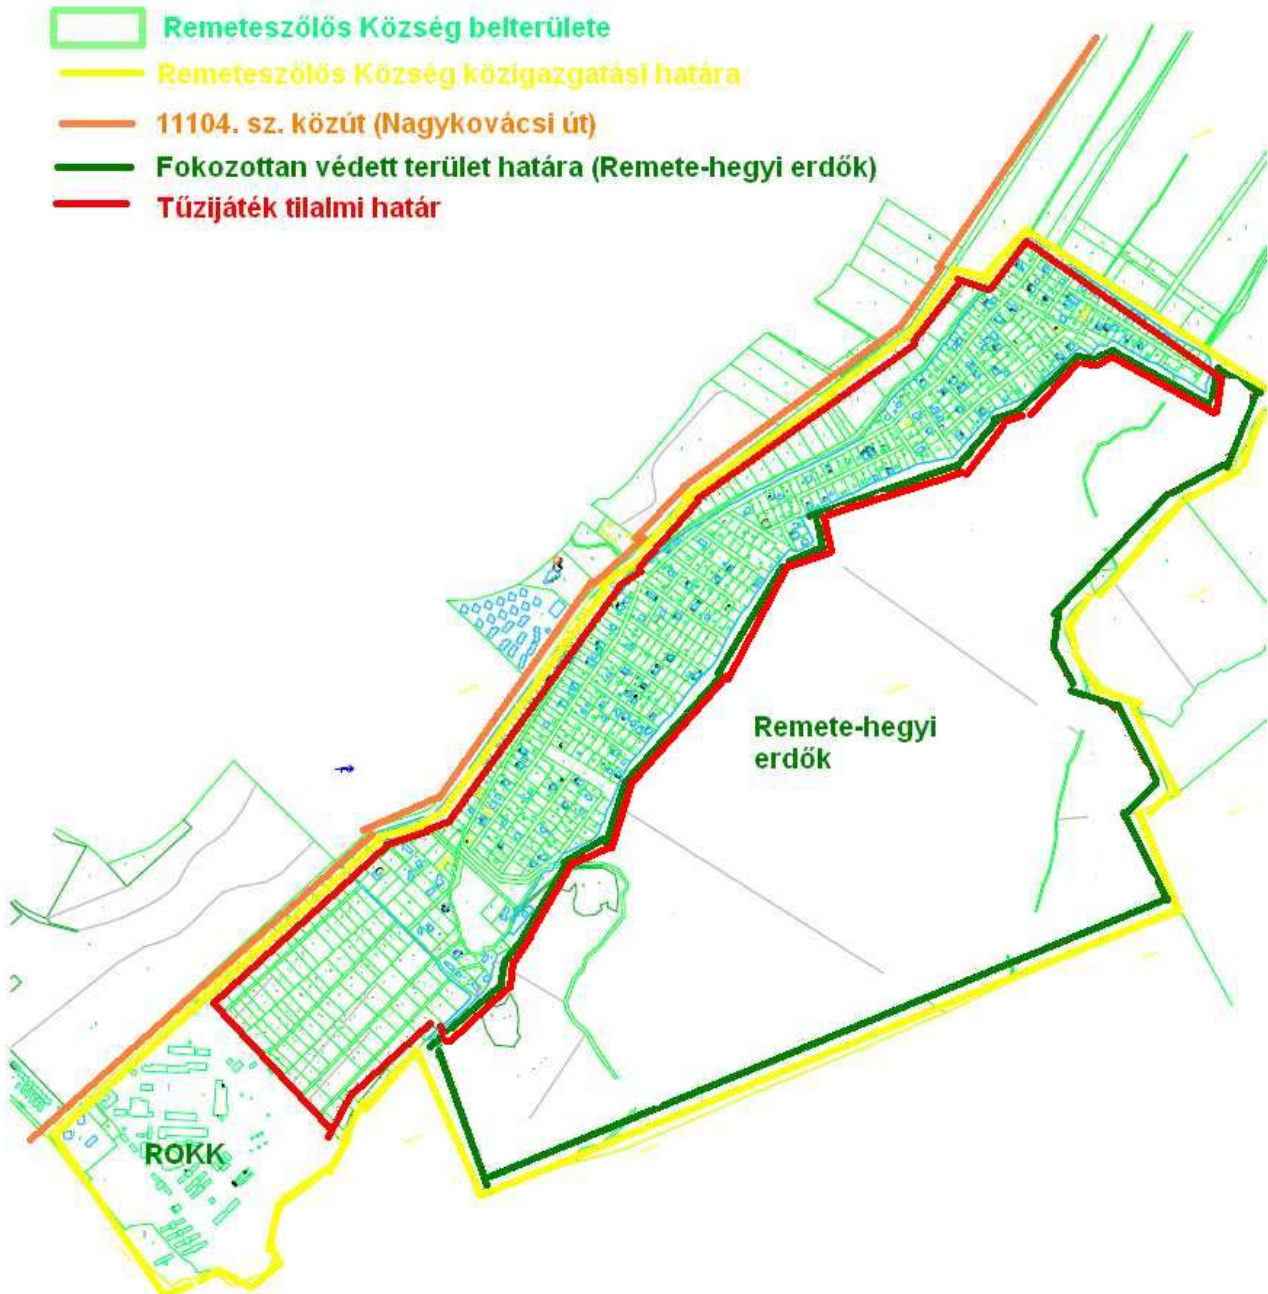 Remeteszőlős Község belterülete
Remeteszőlős Község közigazgatási határa
11104. sz. közút (Nagykovácsi út)
Fokozottan védett terület határa (Remete-hegyi erdők)
Tűzijáték tilalmi határ
Remete-hegyi
erdők
ROKK